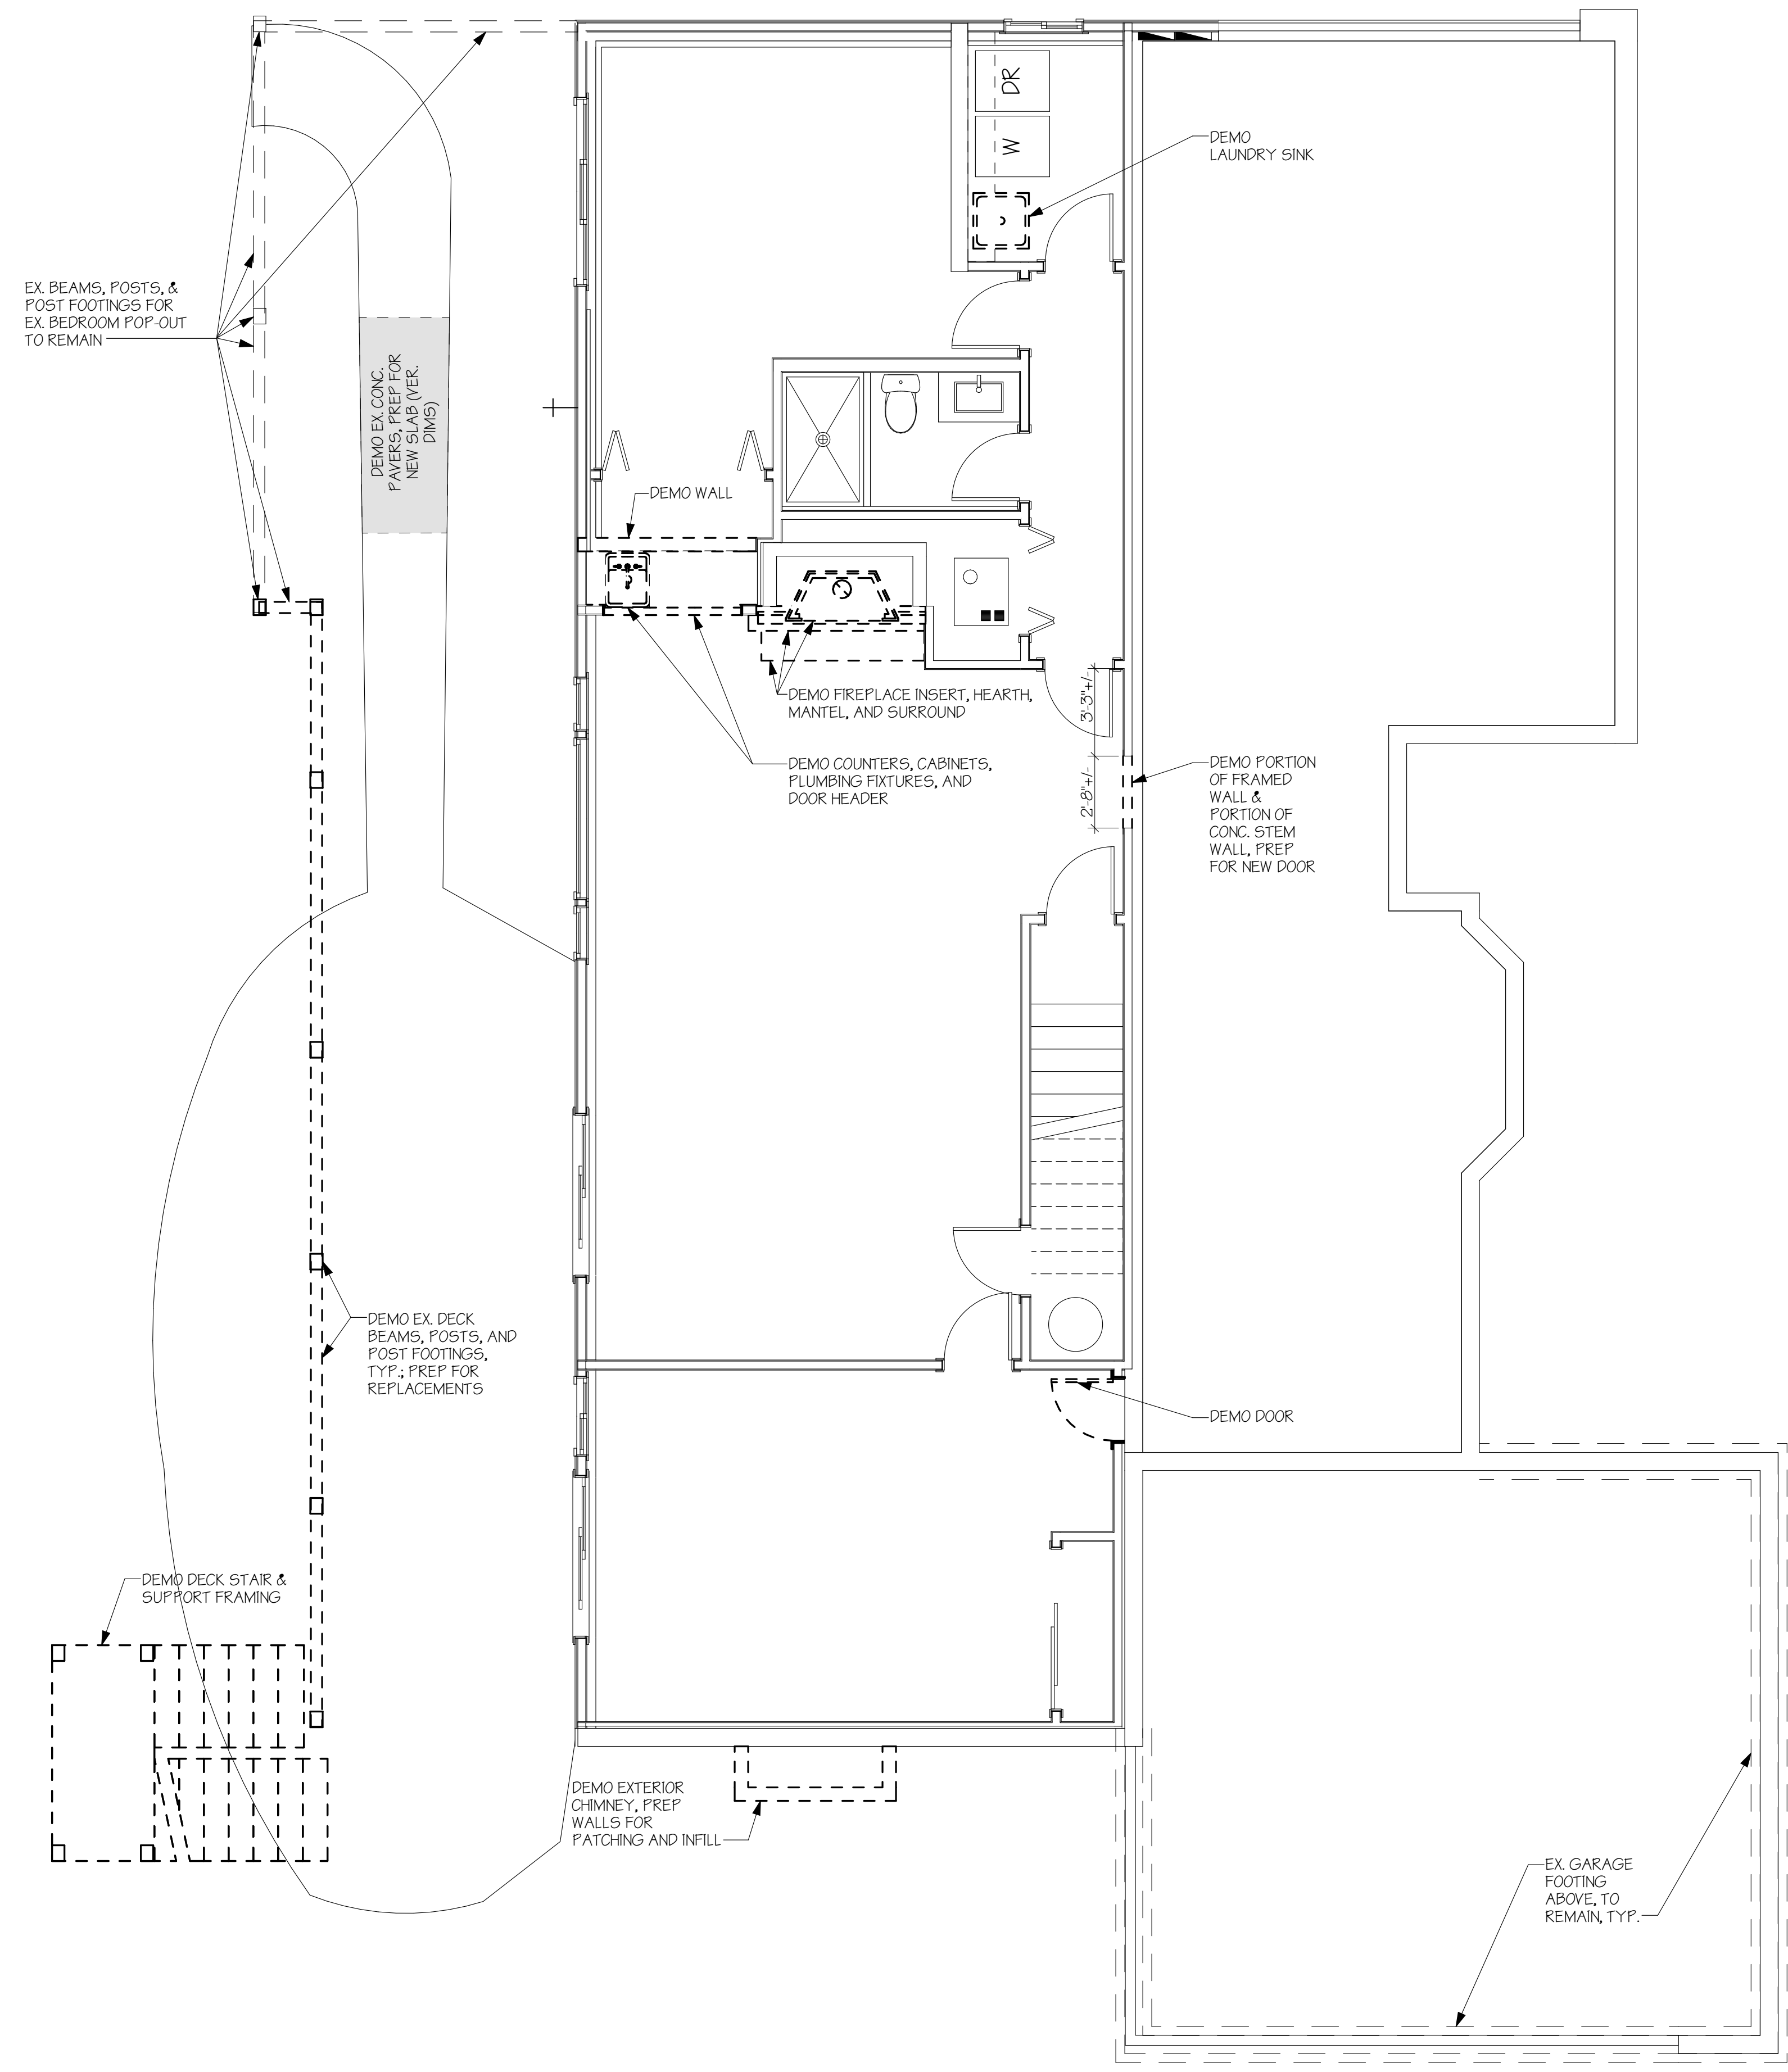 DR
W
DEMO
LAUNDRY SINK
EX. BEAMS, POSTS, &
POST FOOTINGS FOR
EX. BEDROOM POP-OUT
TO REMAIN
DEMO EX. CONC.
PAVERS, PREP FOR
NEW SLAB (VER.
DIMS)
DEMO WALL
DEMO FIREPLACE INSERT, HEARTH,
MANTEL, AND SURROUND
3'-3"+/-
DEMO COUNTERS, CABINETS,
PLUMBING FIXTURES, AND
DOOR HEADER
2'-8"+/-
DEMO PORTION
OF FRAMED
WALL &
PORTION OF
CONC. STEM
WALL, PREP
FOR NEW DOOR
DEMO EX. DECK
BEAMS, POSTS, AND
POST FOOTINGS,
TYP.; PREP FOR
REPLACEMENTS
DEMO DOOR
DEMO DECK STAIR &
SUPPORT FRAMING
DEMO EXTERIOR
CHIMNEY, PREP
WALLS FOR
PATCHING AND INFILL
EX. GARAGE
FOOTING
ABOVE, TO
REMAIN, TYP.